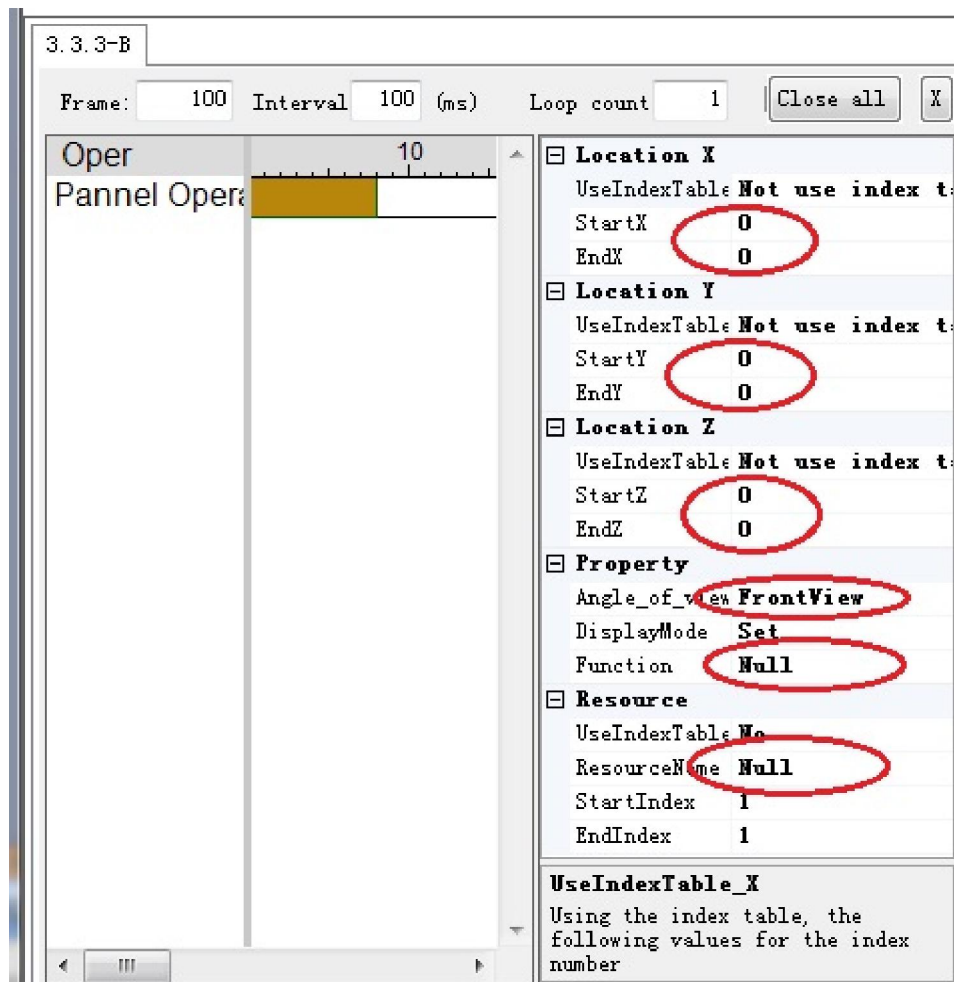 3.3.3-B
Frame: 100 Interval 100 (ms) Loop count 1 Close all X
Oper 10
Pannel Opera
Location X
UseIndexTable Not use index t
StartX 0
EndX 0
Location Y
UseIndexTable Not use index t
StartY 0
EndY 0
Location Z
UseIndexTable Not use index t
StartZ 0
EndZ 0
Property
Angle_of_view FrontView
DisplayMode Set
Function Null
Resource
UseIndexTable No
ResourceName Null
StartIndex 1
EndIndex 1
UseIndexTable_X
Using the index table, the
following values for the index
number